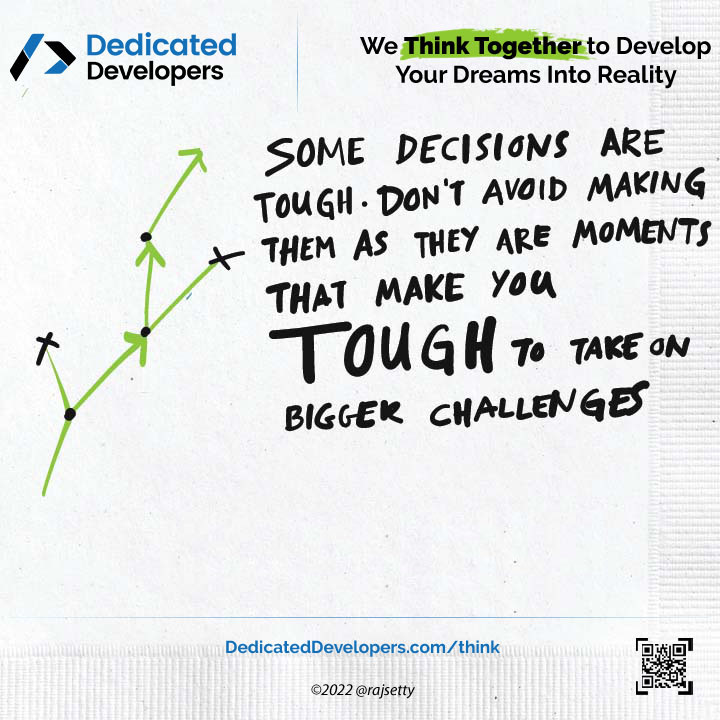 Dedicated
Developers
We Think Together to Develop
Your Dreams Into Reality
SOME DECISIONS ARE
TOUGH. DON'T AVOID MAKING
THEM AS THEY ARE MOMENTS
THAT MAKE YOU
TOUGH TO TAKE ON
BIGGER CHALLENGES
DedicatedDevelopers.com/think
©2022 @rajsetty